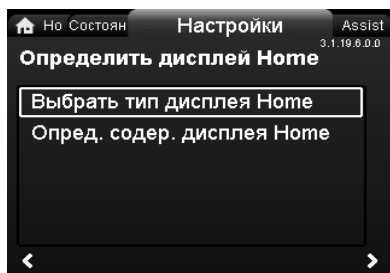 Но Состоян Настройки Assist
3.1.19.6.0.0
Определить дисплей Home
Выбрать тип дисплея Home
Опред. содер. дисплея Home